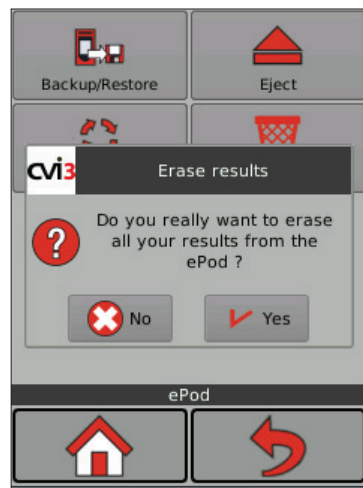 Backup/Restore
Eject
cvi3
Erase results
Do you really want to erase
all your results from the
ePod ?
No
Yes
ePod